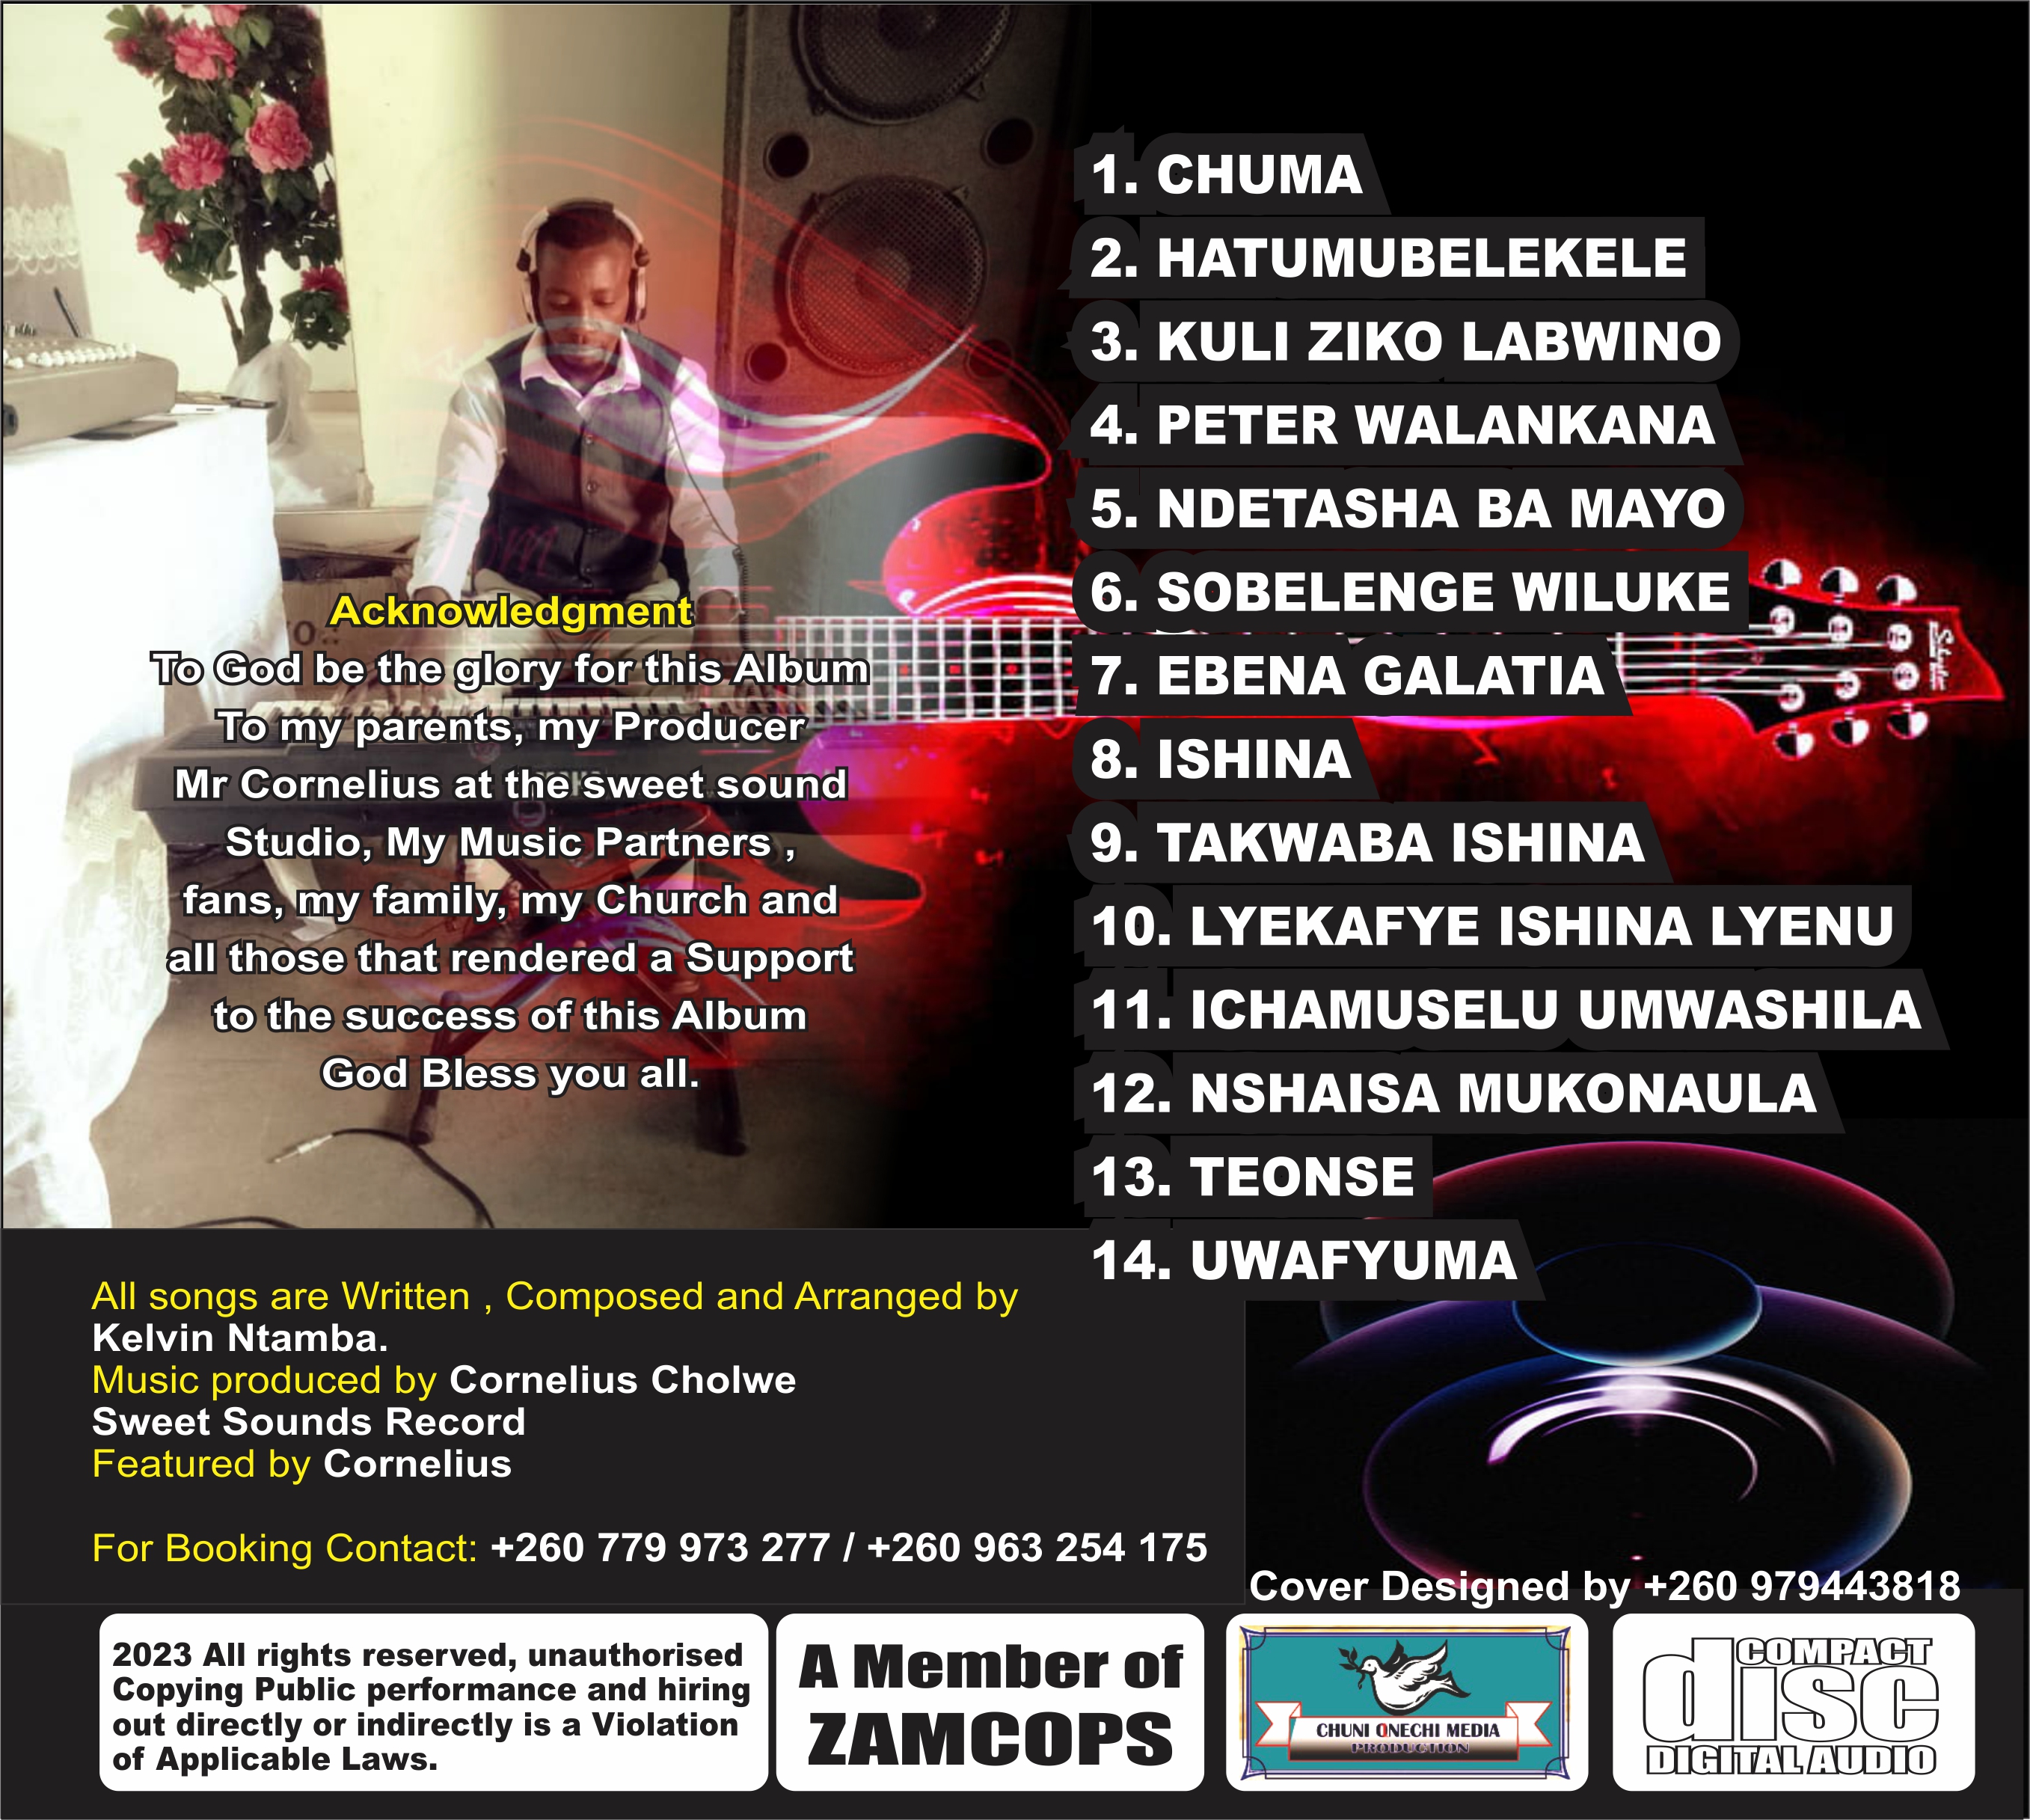 1. CHUMA
2. HATUMUBELEKELE
3. KULI ZIKO LABWINO
4. PETER WALANKANA
5. NDETASHA BA MAYO
6. SOBELENGE WILUKE
7. EBENA GALATIA
8. ISHINA
9. TAKWABA ISHINA
10. LYEKAFYE ISHINA LYENU
11. ICHAMUSELU UMWASHILA
12. NSHAISA MUKONAULA
13. TEONSE
14. UWAFYUMA
Acknowledgment
To God be the glory for this Album
To my parents, my Producer
Mr Cornelius at the sweet sound
Studio, My Music Partners ,
fans, my family, my Church and
all those that rendered a Support
to the success of this Album
God Bless you all.
All songs are Written , Composed and Arranged by
Kelvin Ntamba.
Music produced by Cornelius Cholwe
Sweet Sounds Record
Featured by Cornelius
For Booking Contact: +260 779 973 277 / +260 963 254 175
Cover Designed by +260 979443818
2023 All rights reserved, unauthorised
Copying Public performance and hiring
out directly or indirectly is a Violation
of Applicable Laws.
A Member of
ZAMCOPS
CHUNI ONECHI MEDIA
PRODUCTION
COMPACT
disc
DIGITAL AUDIO